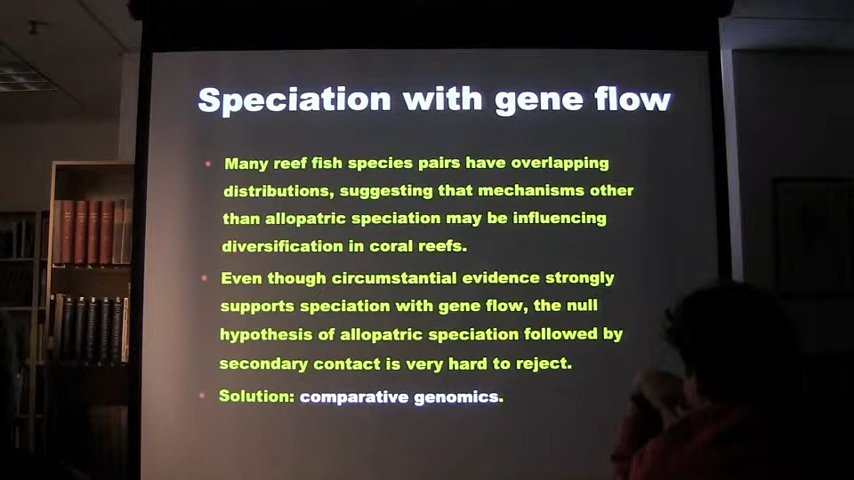 Speciation with gene flow
• Many reef fish species pairs have overlapping
distributions, suggesting that mechanisms other
than allopatric speciation may be influencing
diversification in coral reefs.
• Even though circumstantial evidence strongly
supports speciation with gene flow, the null
hypothesis of allopatric speciation followed by
secondary contact is very hard to reject.
• Solution: comparative genomics.